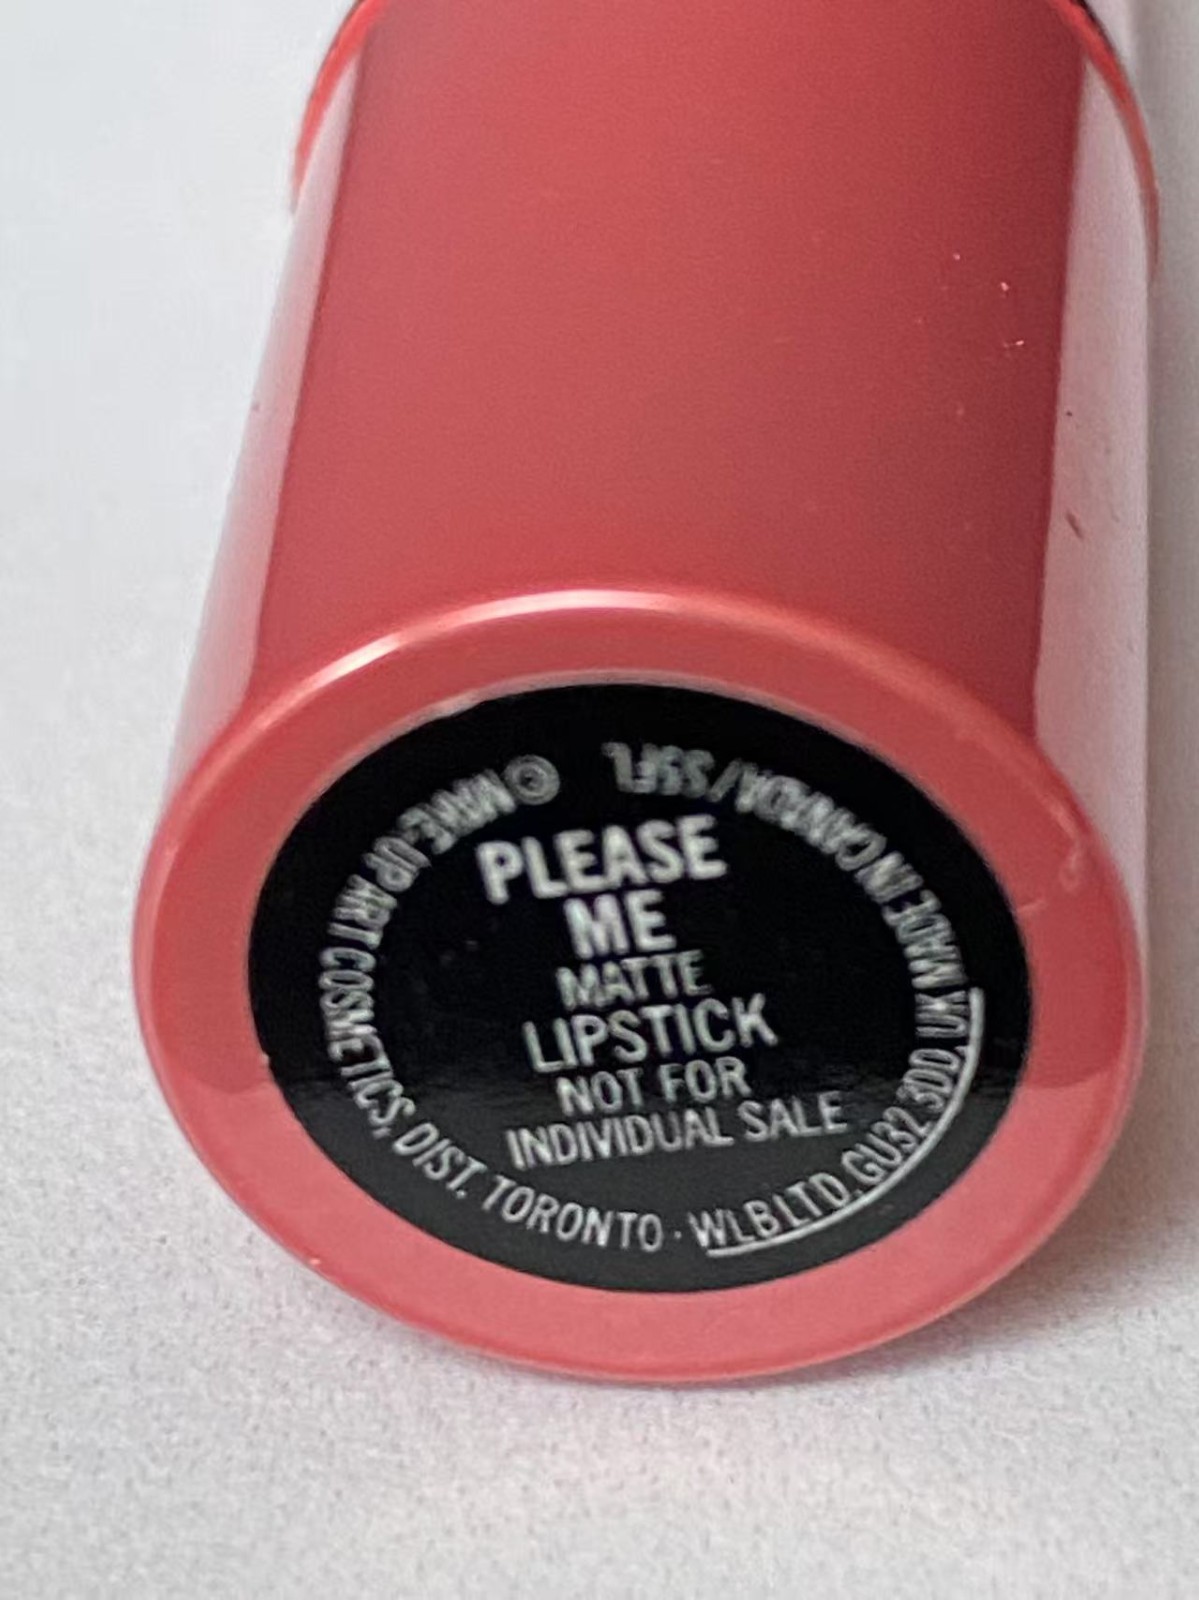 PLEASE
ME
MATTE
LIPSTICK
NOT FOR
INDIVIDUAL SALE
© MAKE-UP ART COSMETICS, DIST. TORONTO · WLB LTD. GU32 3DD, UK MADE IN CANADA/